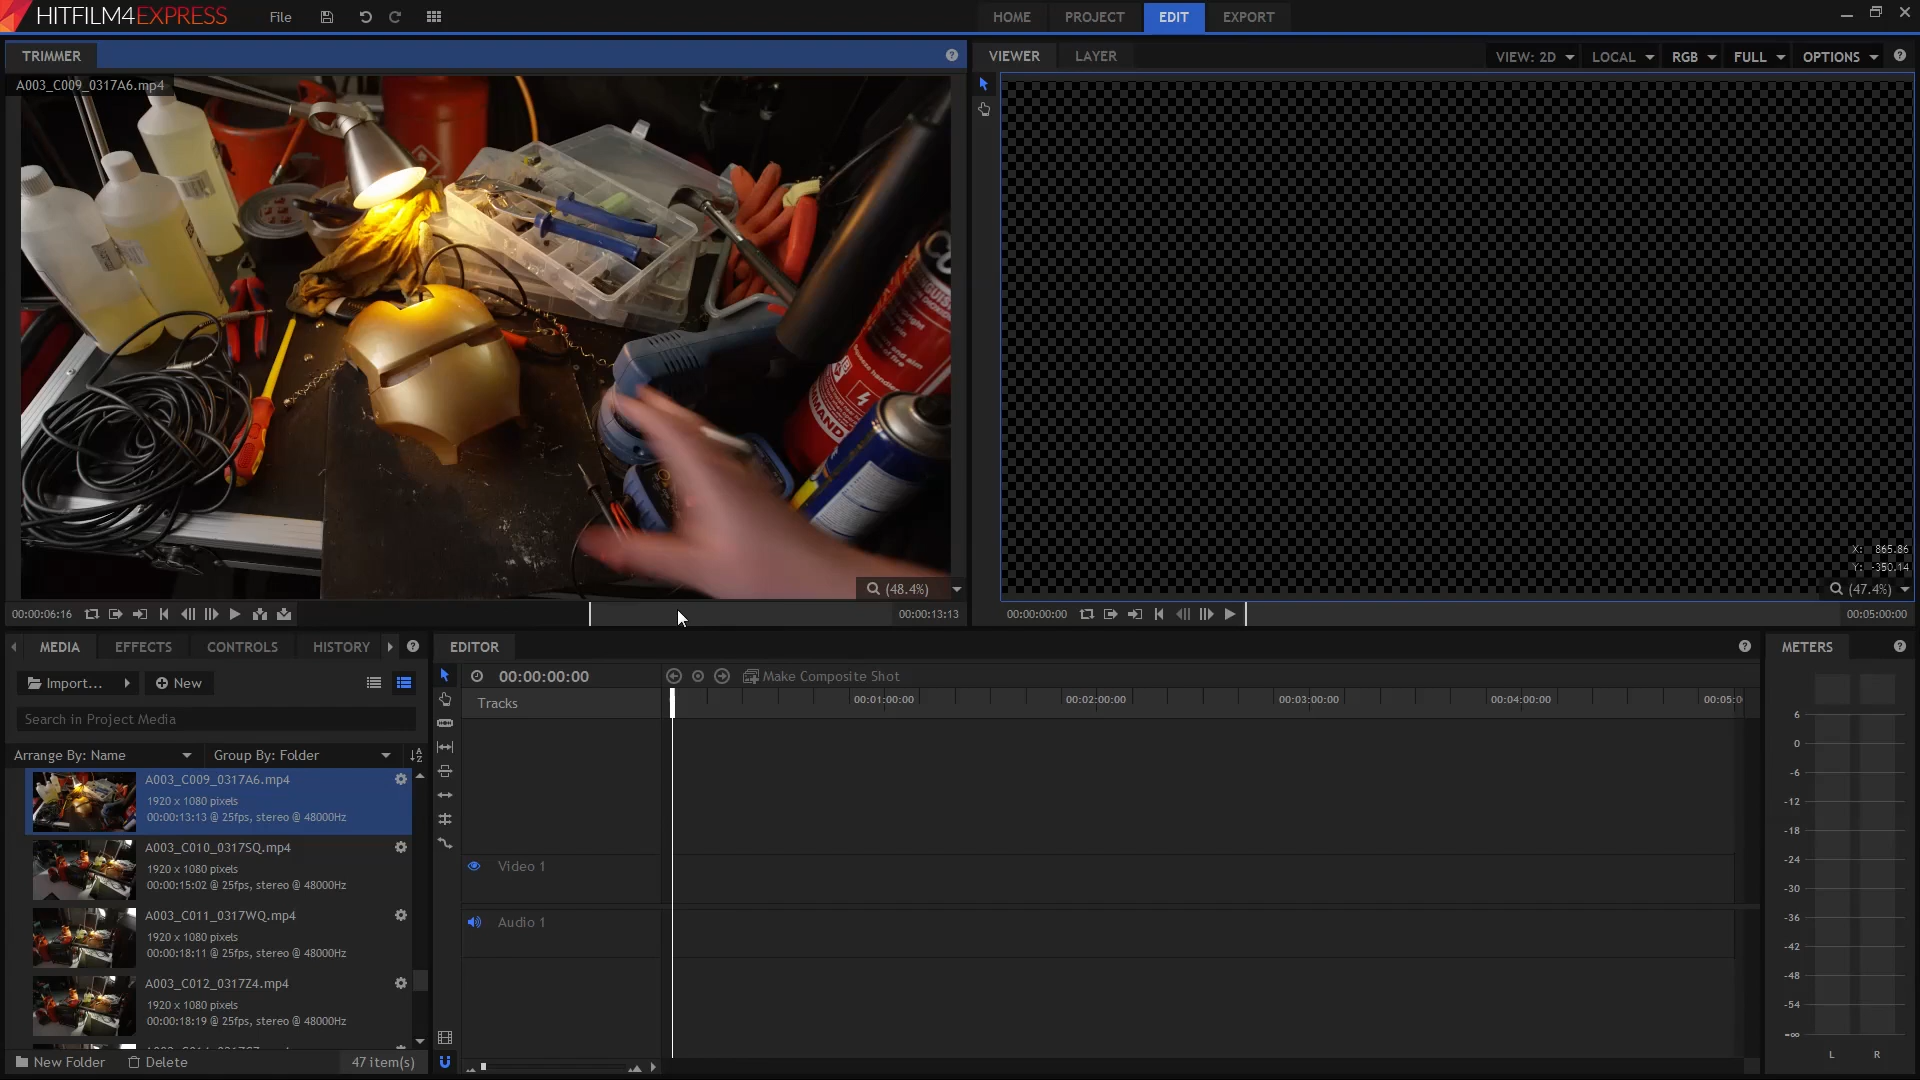 HITFILM4EXPRESS
File
HOME
PROJECT
EDIT
EXPORT
TRIMMER
VIEWER
LAYER
VIEW: 2D
LOCAL
RGB
FULL
OPTIONS
A003_C009_0317A6.mp4
(48.4%)
X: 865.86
Y: -350.14
(47.4%)
00:00:06:16
00:00:13:13
00:00:00:00
00:05:00:00
MEDIA
EFFECTS
CONTROLS
HISTORY
EDITOR
METERS
Import...
New
00:00:00:00
Make Composite Shot
Tracks
00:01:00:00
00:02:00:00
00:03:00:00
00:04:00:00
00:05:0
Search in Project Media
Arrange By: Name
Group By: Folder
A003_C009_0317A6.mp4
1920 x 1080 pixels
00:00:13:13 @ 25fps, stereo @ 48000Hz
A003_C010_0317SQ.mp4
1920 x 1080 pixels
00:00:15:02 @ 25fps, stereo @ 48000Hz
A003_C011_0317WQ.mp4
1920 x 1080 pixels
00:00:18:11 @ 25fps, stereo @ 48000Hz
A003_C012_0317Z4.mp4
1920 x 1080 pixels
00:00:18:19 @ 25fps, stereo @ 48000Hz
Video 1
Audio 1
6
0
-6
-12
-18
-24
-30
-36
-42
-48
-54
-∞
L
R
New Folder
Delete
47 item(s)